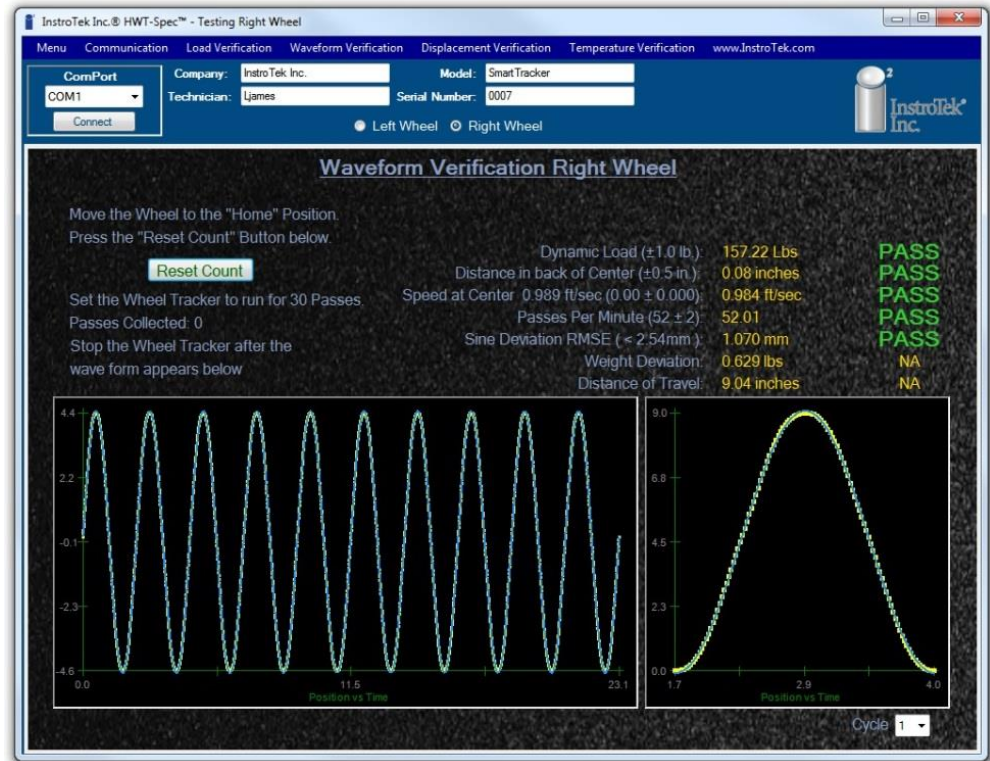 InstroTek Inc.® HWT-Spec™ - Testing Right Wheel
Menu Communication Load Verification Waveform Verification Displacement Verification Temperature Verification www.InstroTek.com
ComPort
COM1
Connect
Company: InstroTek Inc. Model: SmartTracker
Technician: Ljames Serial Number: 0007
Left Wheel Right Wheel
i2
InstroTek®
Inc.
Waveform Verification Right Wheel
Move the Wheel to the "Home" Position.
Press the "Reset Count" Button below.
Reset Count
Set the Wheel Tracker to run for 30 Passes.
Passes Collected: 0
Stop the Wheel Tracker after the
wave form appears below
Dynamic Load (±1.0 lb.): 157.22 Lbs PASS
Distance in back of Center (±0.5 in.): 0.08 inches PASS
Speed at Center 0.989 ft/sec (0.00 ± 0.000): 0.984 ft/sec PASS
Passes Per Minute (52 ± 2): 52.01 PASS
Sine Deviation RMSE ( < 2.54mm ): 1.070 mm PASS
Weight Deviation: 0.629 lbs NA
Distance of Travel: 9.04 inches NA
4.4
2.2
-0.1
-2.3
-4.6
0.0 11.5 23.1
Position vs Time
9.0
6.8
4.5
2.3
0.0
1.7 2.9 4.0
Position vs Time
Cycle 1